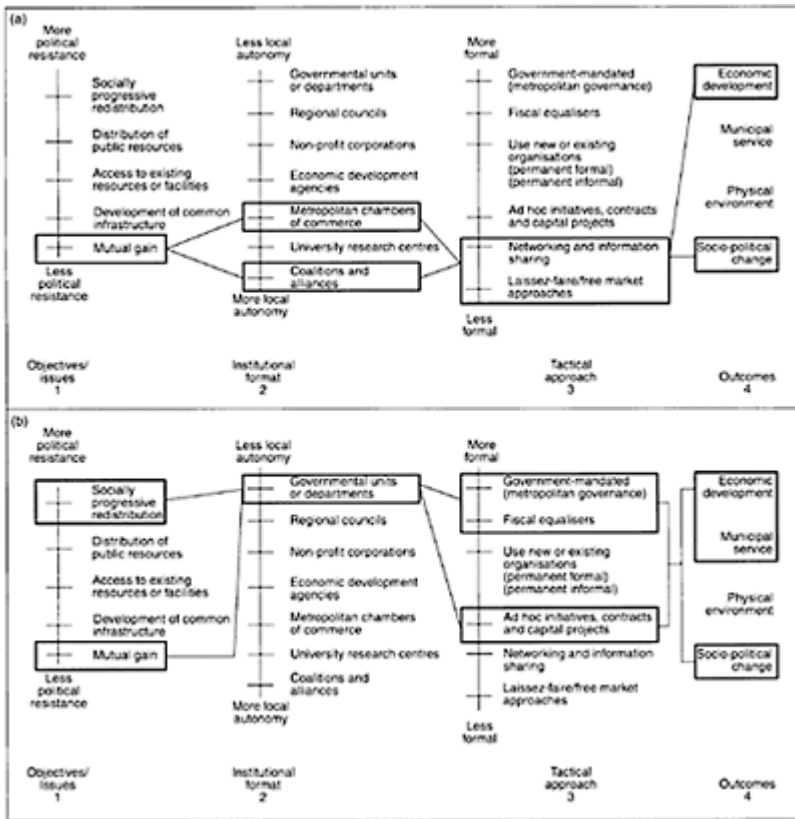 (a)
More
political
resistance
Socially
progressive
redistribution
Distribution of
public resources
Access to existing
resources or facilities
Development of common
infrastructure
Mutual gain
Less
political
resistance
Objectives/
issues
1
Less local
autonomy
Governmental units
or departments
Regional councils
Non-profit corporations
Economic development
agencies
Metropolitan chambers
of commerce
University research centres
Coalitions and
alliances
More local
autonomy
Institutional
format
2
More
formal
Government-mandated
(metropolitan governance)
Fiscal equalisers
Use new or existing
organisations
(permanent formal)
(permanent informal)
Ad hoc initiatives, contracts
and capital projects
Networking and information
sharing
Laissez-faire/free market
approaches
Less
formal
Tactical
approach
3
Economic
development
Municipal
service
Physical
environment
Socio-political
change
Outcomes
4
(b)
More
political
resistance
Socially
progressive
redistribution
Distribution of
public resources
Access to existing
resources or facilities
Development of common
infrastructure
Mutual gain
Less
political
resistance
Objectives/
Issues
1
Less local
autonomy
Governmental units
or departments
Regional councils
Non-profit corporations
Economic development
agencies
Metropolitan chambers
of commerce
University research centres
Coalitions and
alliances
More local
autonomy
Institutional
format
2
More
formal
Government-mandated
(metropolitan governance)
Fiscal equalisers
Use new or existing
organisations
(permanent formal)
(permanent informal)
Ad hoc initiatives, contracts
and capital projects
Networking and information
sharing
Laissez-faire/free market
approaches
Less
formal
Tactical
approach
3
Economic
development
Municipal
service
Physical
environment
Socio-political
change
Outcomes
4